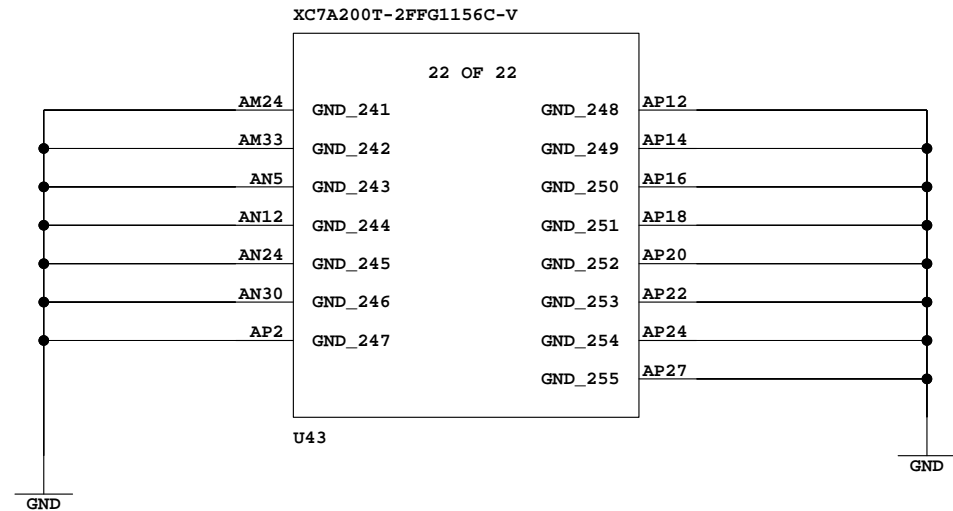 XC7A200T-2FFG1156C-V
22 OF 22
AM24 GND_241 GND_248 AP12
AM33 GND_242 GND_249 AP14
AN5 GND_243 GND_250 AP16
AN12 GND_244 GND_251 AP18
AN24 GND_245 GND_252 AP20
AN30 GND_246 GND_253 AP22
AP2 GND_247 GND_254 AP24
GND_255 AP27
U43
GND
GND